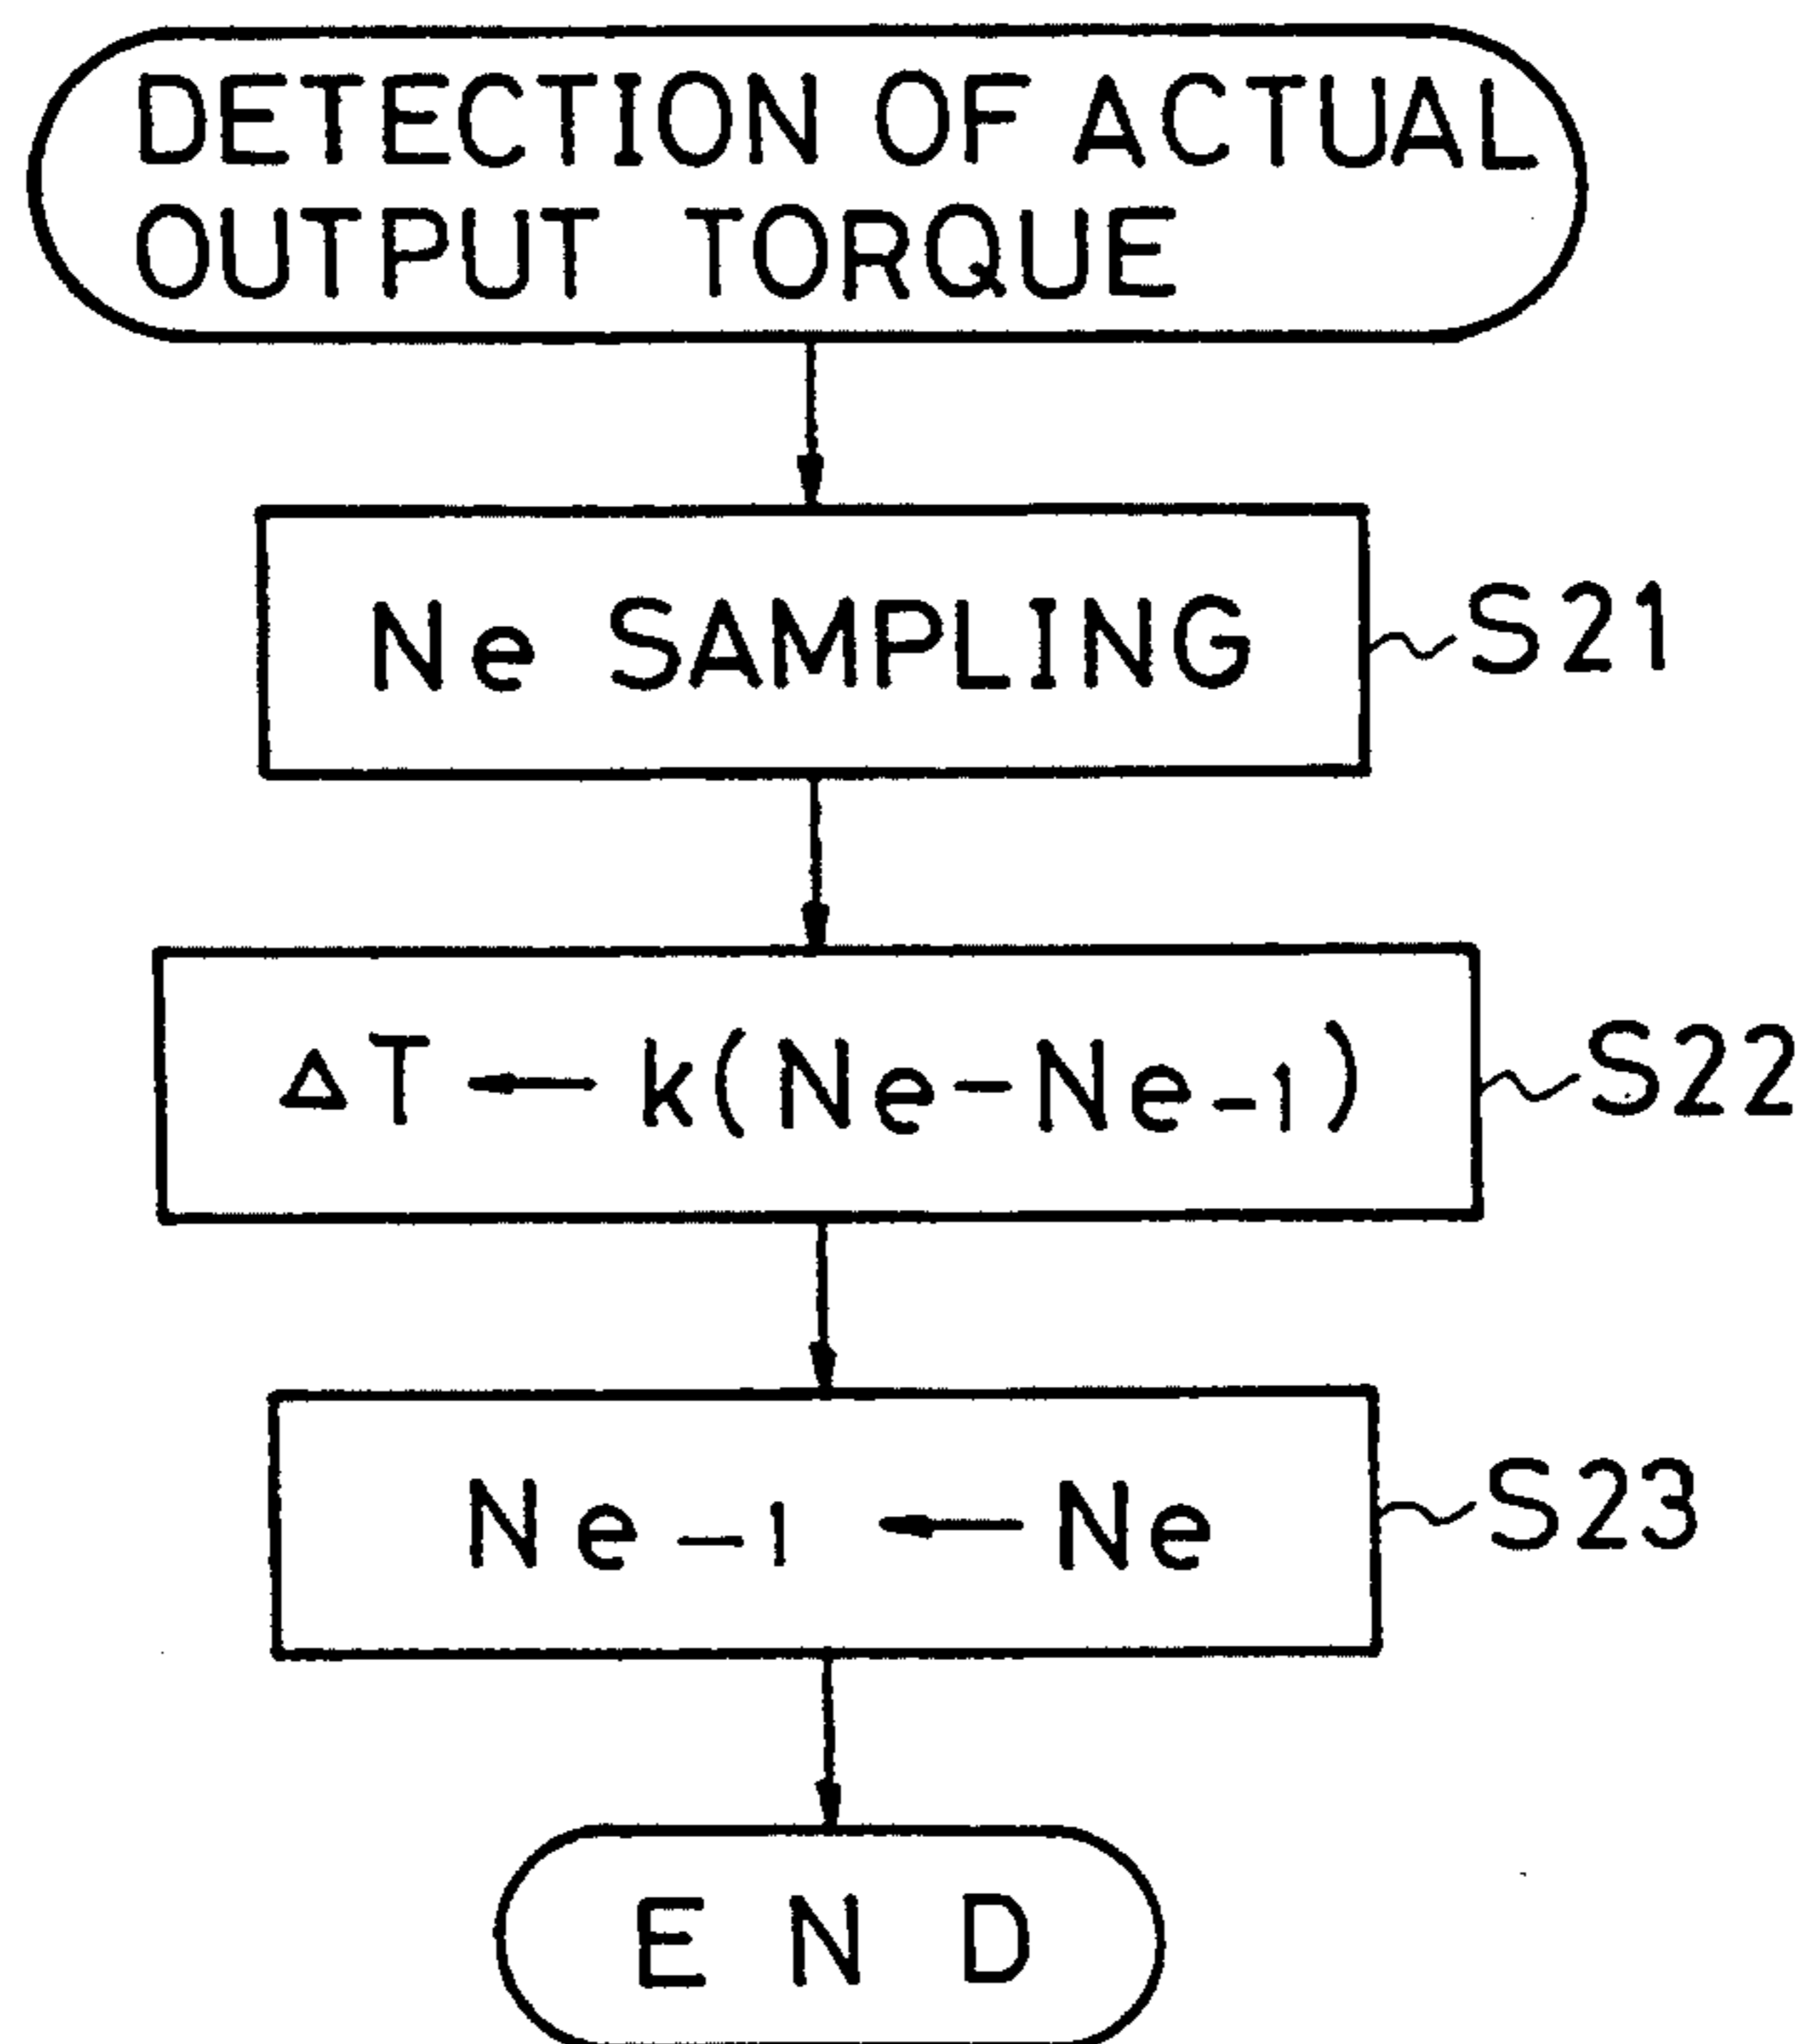 DETECTION OF ACTUAL
OUTPUT TORQUE
Ne SAMPLING
S21
ΔT ← k(Ne-Ne-1)
S22
Ne-1 ← Ne
S23
END